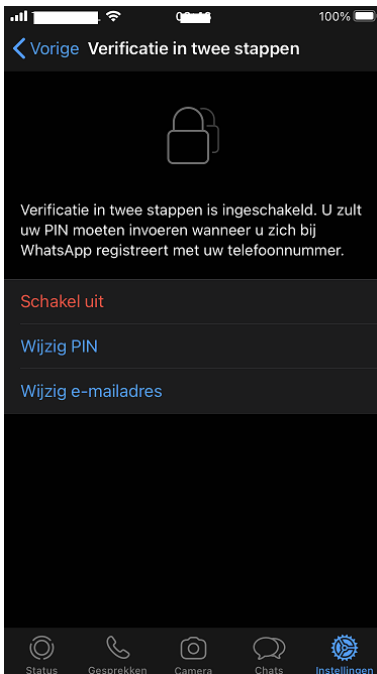 100%
Vorige Verificatie in twee stappen
Verificatie in twee stappen is ingeschakeld. U zult
uw PIN moeten invoeren wanneer u zich bij
WhatsApp registreert met uw telefoonnummer.
Schakel uit
Wijzig PIN
Wijzig e-mailadres
Status Gesprekken Camera Chats Instellingen